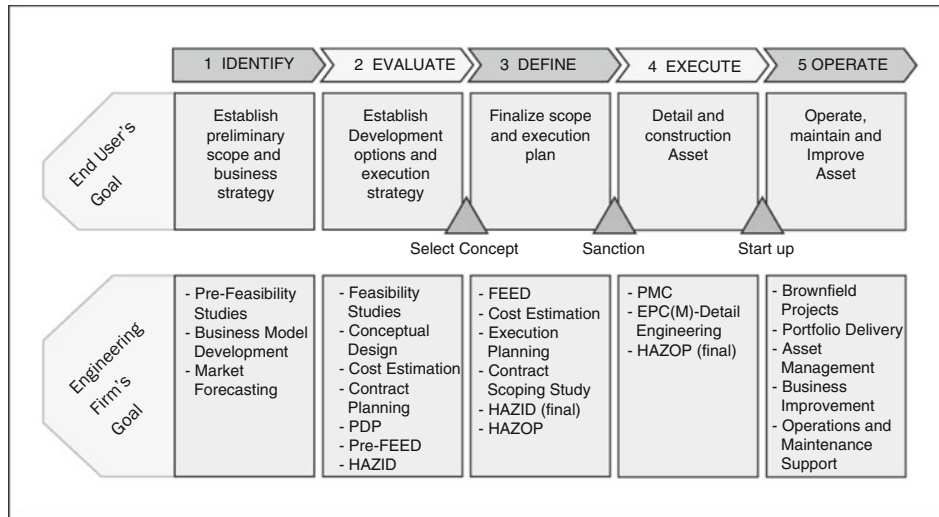 1 IDENTIFY
2 EVALUATE
3 DEFINE
4 EXECUTE
5 OPERATE
End User's
Goal
Establish
preliminary
scope and
business
strategy
Establish
Development
options and
execution
strategy
Finalize scope
and execution
plan
Detail and
construction
Asset
Operate,
maintain and
Improve
Asset
Select Concept
Sanction
Start up
Engineering
Firm's
Goal
- Pre-Feasibility
Studies
- Business Model
Development
- Market
Forecasting
- Feasibility
Studies
- Conceptual
Design
- Cost Estimation
- Contract
Planning
- PDP
- Pre-FEED
- HAZID
- FEED
- Cost Estimation
- Execution
Planning
- Contract
Scoping Study
- HAZID (final)
- HAZOP
- PMC
- EPC(M)-Detail
Engineering
- HAZOP (final)
- Brownfield
Projects
- Portfolio Delivery
- Asset
Management
- Business
Improvement
- Operations and
Maintenance
Support